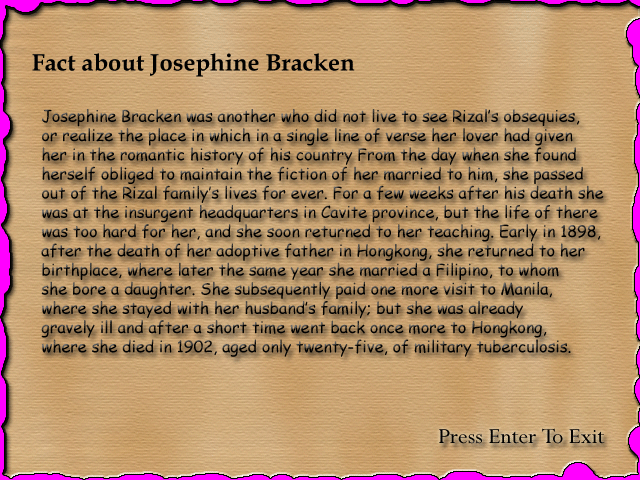 Fact about Josephine Bracken
Josephine Bracken was another who did not live to see Rizal's obsequies,
or realize the place in which in a single line of verse her lover had given
her in the romantic history of his country From the day when she found
herself obliged to maintain the fiction of her married to him, she passed
out of the Rizal family's lives for ever. For a few weeks after his death she
was at the insurgent headquarters in Cavite province, but the life of there
was too hard for her, and she soon returned to her teaching. Early in 1898,
after the death of her adoptive father in Hongkong, she returned to her
birthplace, where later the same year she married a Filipino, to whom
she bore a daughter. She subsequently paid one more visit to Manila,
where she stayed with her husband's family; but she was already
gravely ill and after a short time went back once more to Hongkong,
where she died in 1902, aged only twenty-five, of military tuberculosis.
Press Enter To Exit